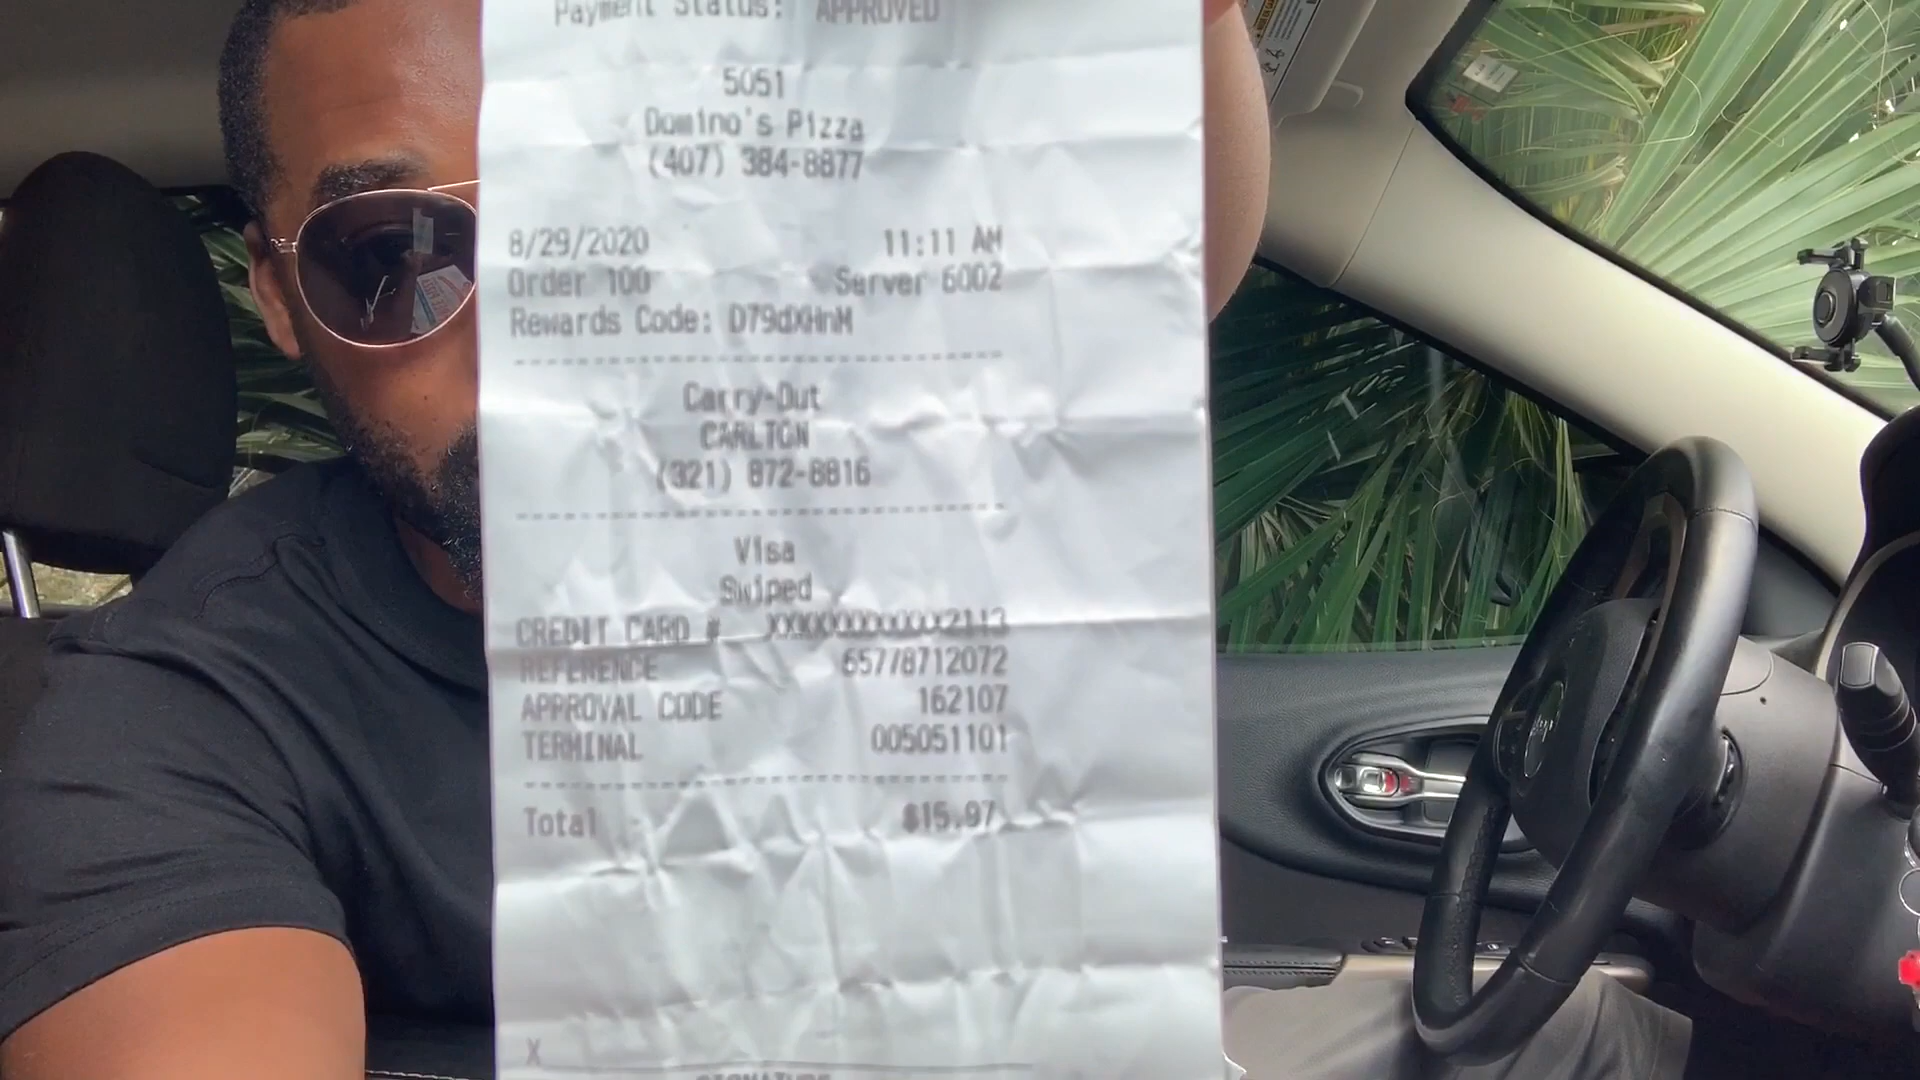 Payment Status: APPROVED
5051
Domino's Pizza
(407) 384-8877
8/29/2020 11:11 AM
Order 100 Server 6002
Rewards Code: D79dXHnM
Carry-Out
CARLTON
(321) 872-8816
Visa
Swiped
CREDIT CARD # XXXXXXXXXXXX2113
REFERENCE 65778712072
APPROVAL CODE 162107
TERMINAL 005051101
Total $15.97
X
SIGNATURE